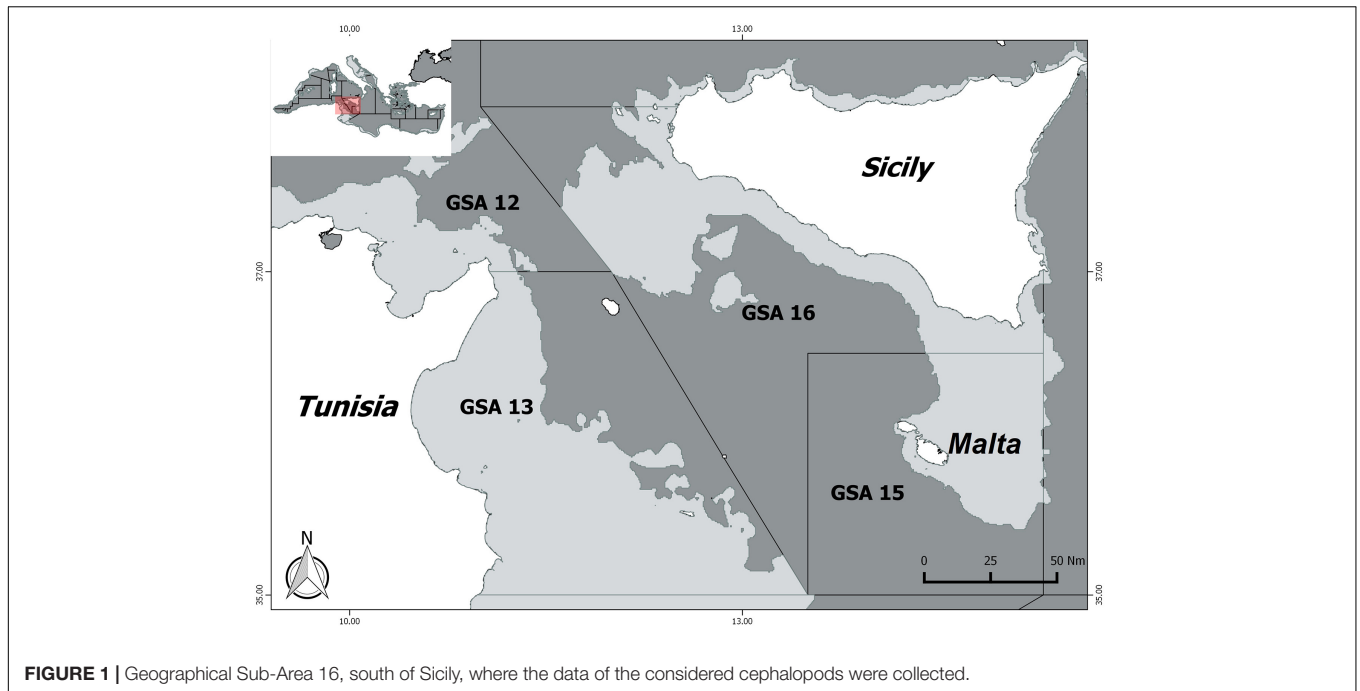 10.00
13.00
Sicily
GSA 12
37.00
37.00
GSA 16
Tunisia
GSA 13
Malta
GSA 15
N
0 25 50 Nm
35.00
35.00
10.00
13.00
FIGURE 1 | Geographical Sub-Area 16, south of Sicily, where the data of the considered cephalopods were collected.